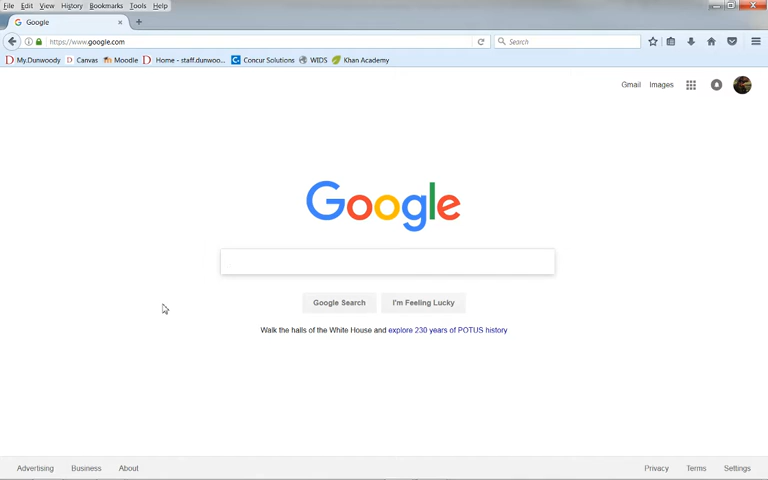 File Edit View History Bookmarks Tools Help
Google
https://www.google.com
Search
My.Dunwoody Canvas Moodle Home - staff.dunwoo... Concur Solutions WIDS Khan Academy
Gmail Images
Google
Google Search I'm Feeling Lucky
Walk the halls of the White House and explore 230 years of POTUS history
Advertising Business About Privacy Terms Settings